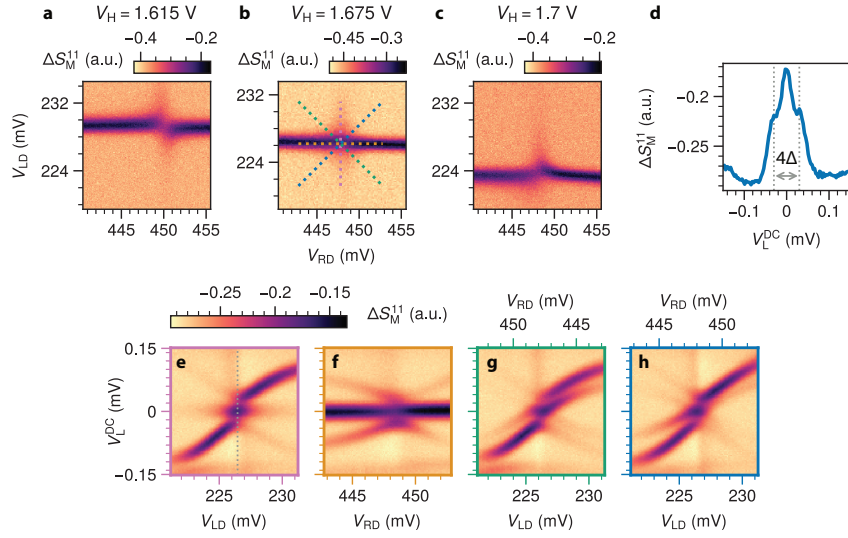 a V_H = 1.615 V b V_H = 1.675 V c V_H = 1.7 V
ΔS_M^11 (a.u.) ΔS_M^11 (a.u.) ΔS_M^11 (a.u.) d
−0.4 −0.2 −0.45 −0.3 −0.4 −0.2
232
224
V_LD (mV)
232
224
232
224
445 450 455
445 450 455
445 450 455
V_RD (mV)
ΔS_M^11 (a.u.)
−0.2
−0.25
4Δ
−0.1 0 0.1
V_L^DC (mV)
−0.25 −0.2 −0.15
ΔS_M^11 (a.u.)
V_RD (mV)
450 445
V_RD (mV)
445 450
e f g h
0.15
0
−0.15
V_L^DC (mV)
225 230
445 450
225 230
225 230
V_LD (mV) V_RD (mV) V_LD (mV) V_LD (mV)